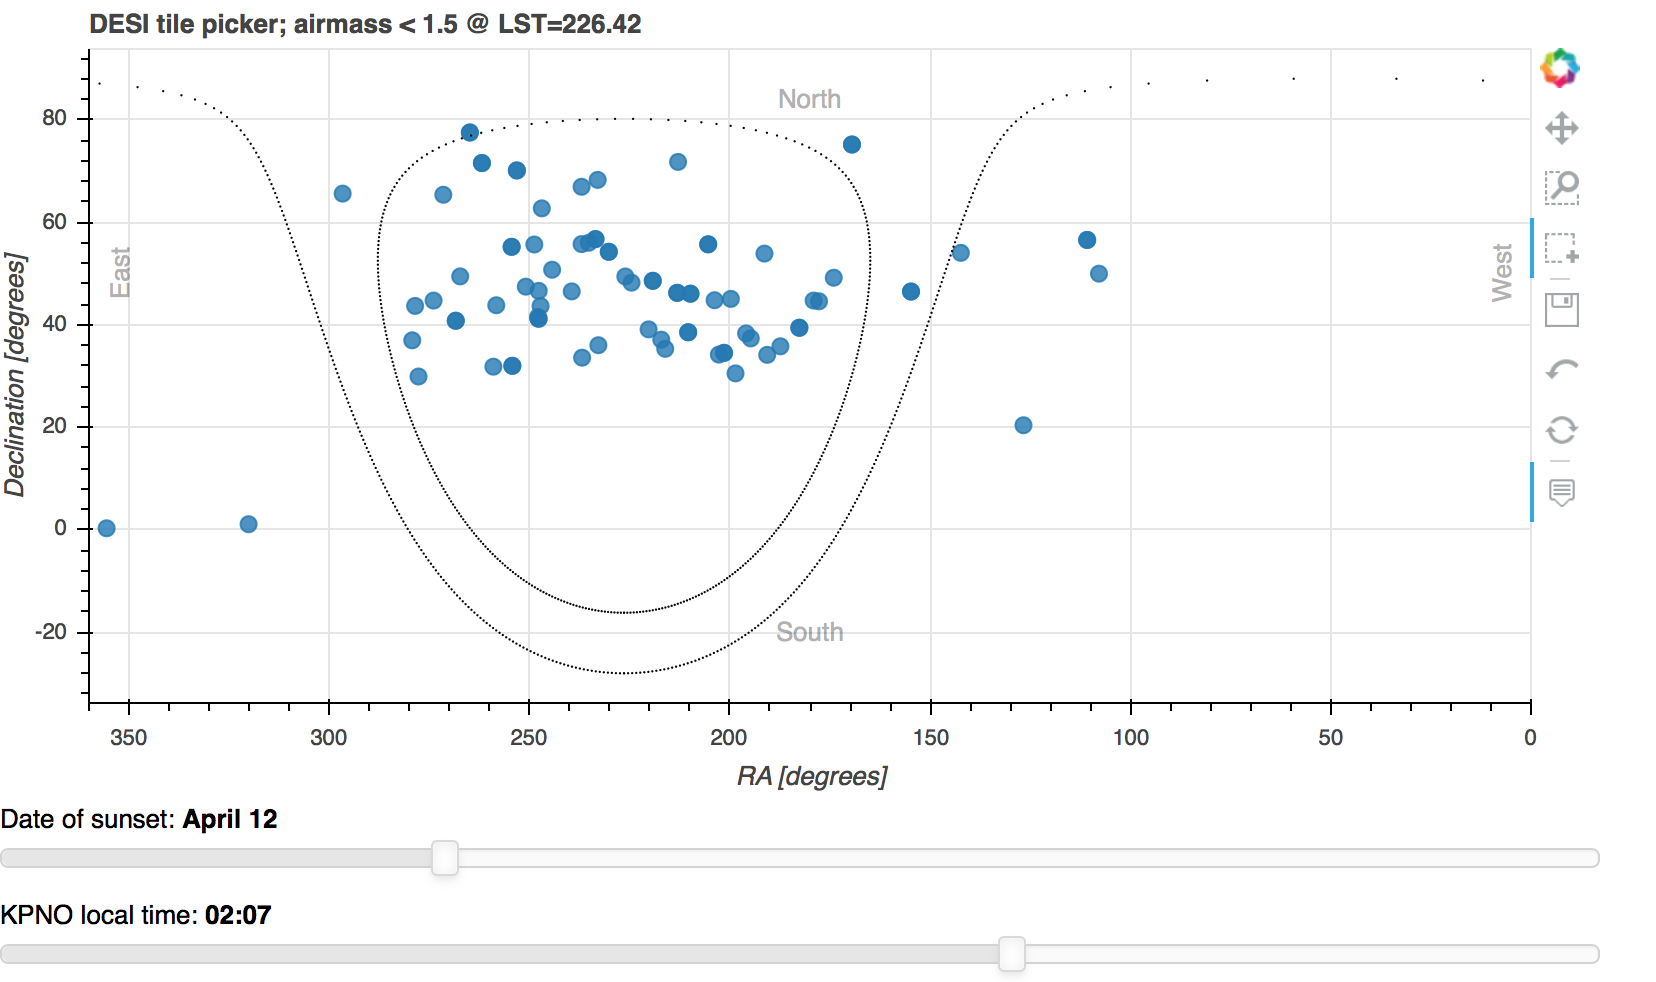 DESI tile picker; airmass < 1.5 @ LST=226.42
North
80
60
East
West
40
Declination [degrees]
20
0
-20
South
350
300
250
200
150
100
50
0
RA [degrees]
Date of sunset: April 12
KPNO local time: 02:07